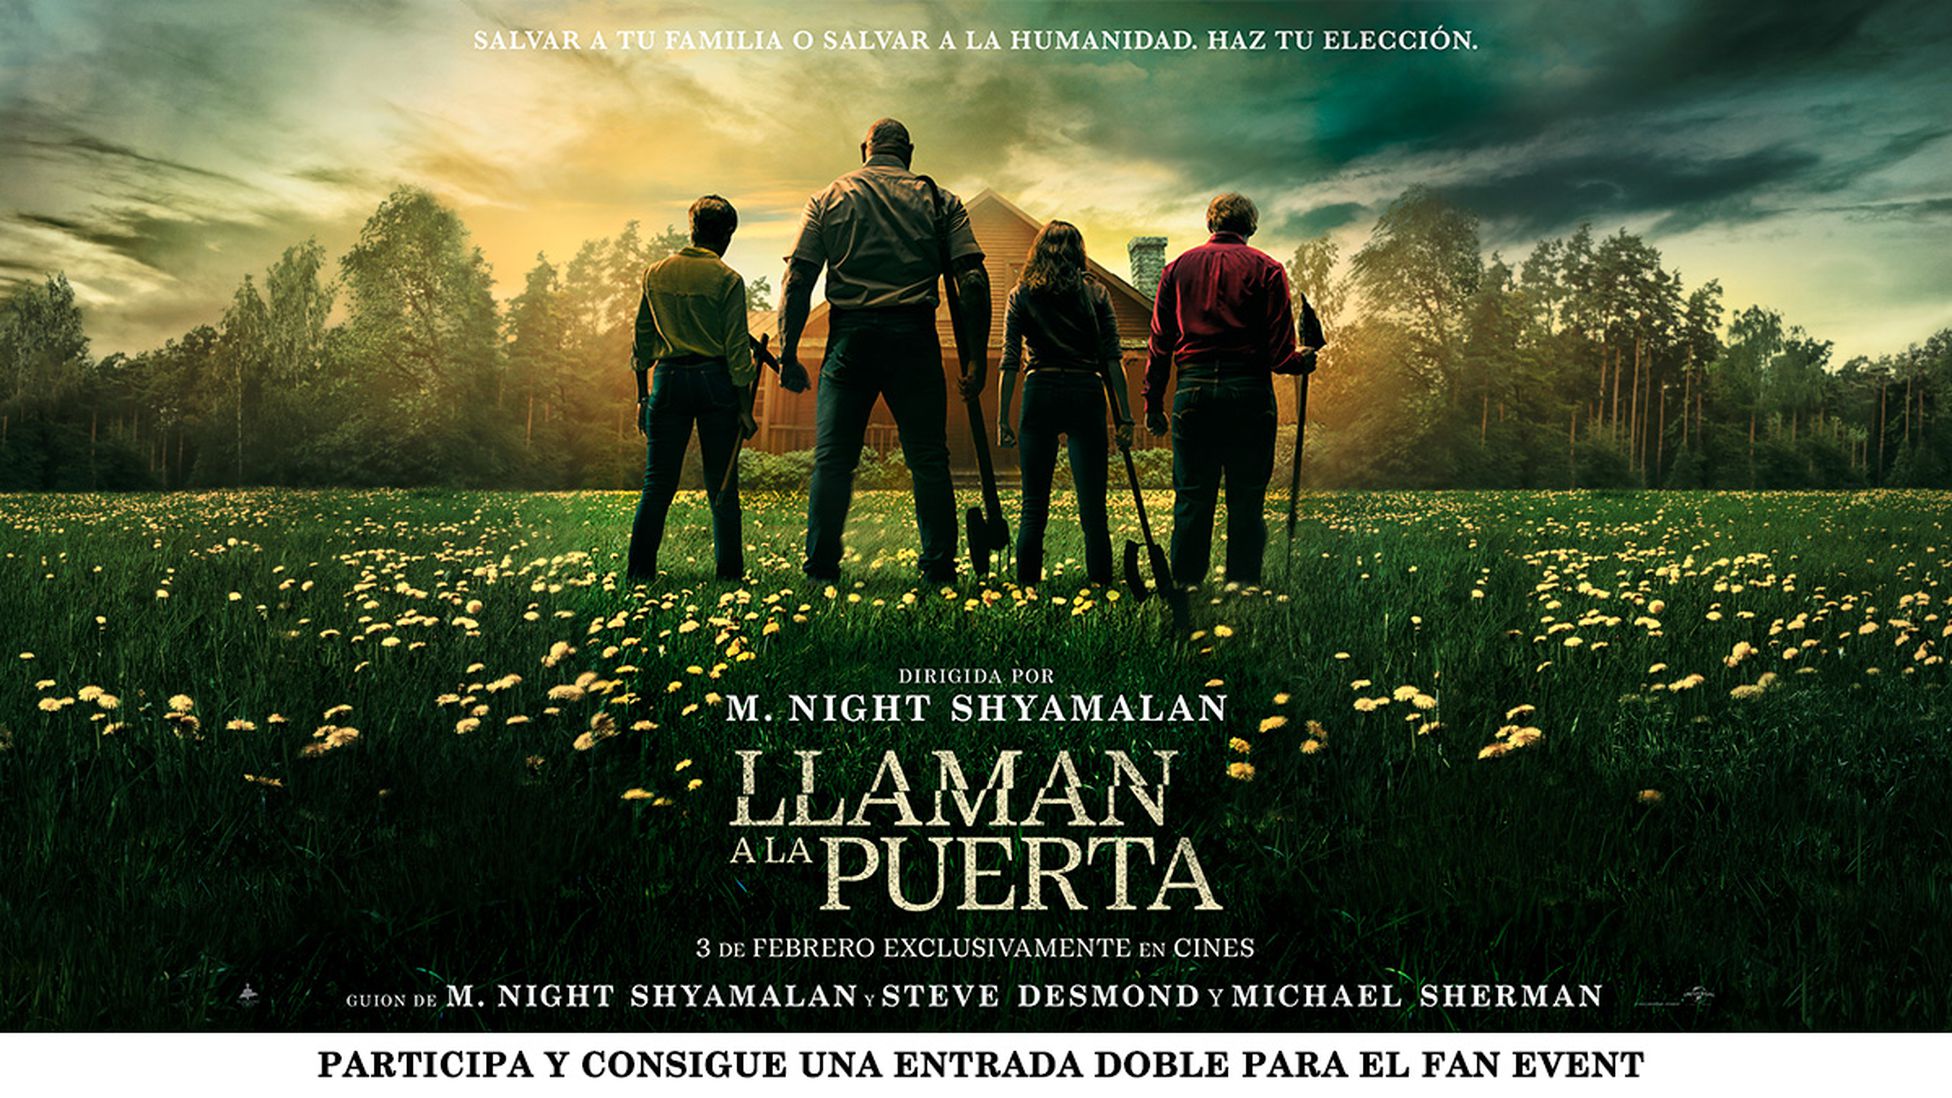 SALVAR A TU FAMILIA O SALVAR A LA HUMANIDAD. HAZ TU ELECCIÓN.
DIRIGIDA POR
M. NIGHT SHYAMALAN
LLAMAN
A LA PUERTA
3 DE FEBRERO EXCLUSIVAMENTE EN CINES
GUION DE M. NIGHT SHYAMALAN Y STEVE DESMOND Y MICHAEL SHERMAN
PARTICIPA Y CONSIGUE UNA ENTRADA DOBLE PARA EL FAN EVENT